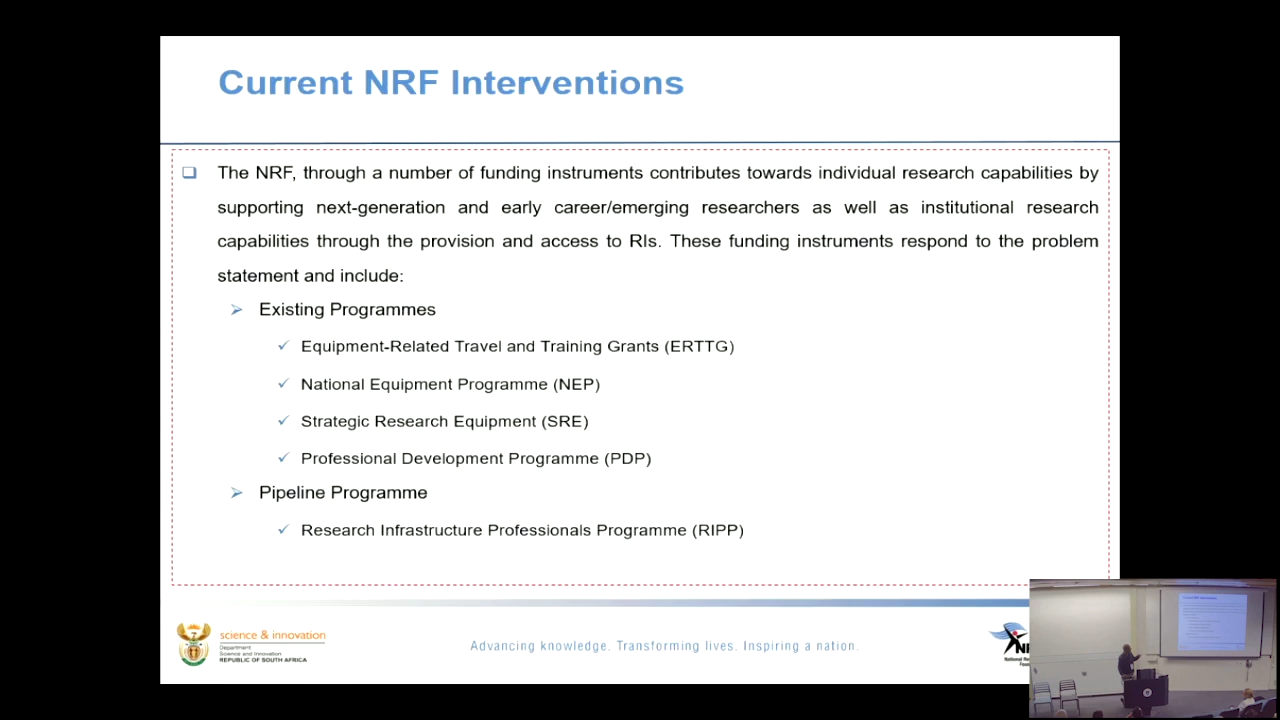 Current NRF Interventions
The NRF, through a number of funding instruments contributes towards individual research capabilities by
supporting next-generation and early career/emerging researchers as well as institutional research
capabilities through the provision and access to RIs. These funding instruments respond to the problem
statement and include:
Existing Programmes
Equipment-Related Travel and Training Grants (ERTTG)
National Equipment Programme (NEP)
Strategic Research Equipment (SRE)
Professional Development Programme (PDP)
Pipeline Programme
Research Infrastructure Professionals Programme (RIPP)
science & innovation
Department:
Science and Innovation
REPUBLIC OF SOUTH AFRICA
Advancing knowledge. Transforming lives. Inspiring a nation.